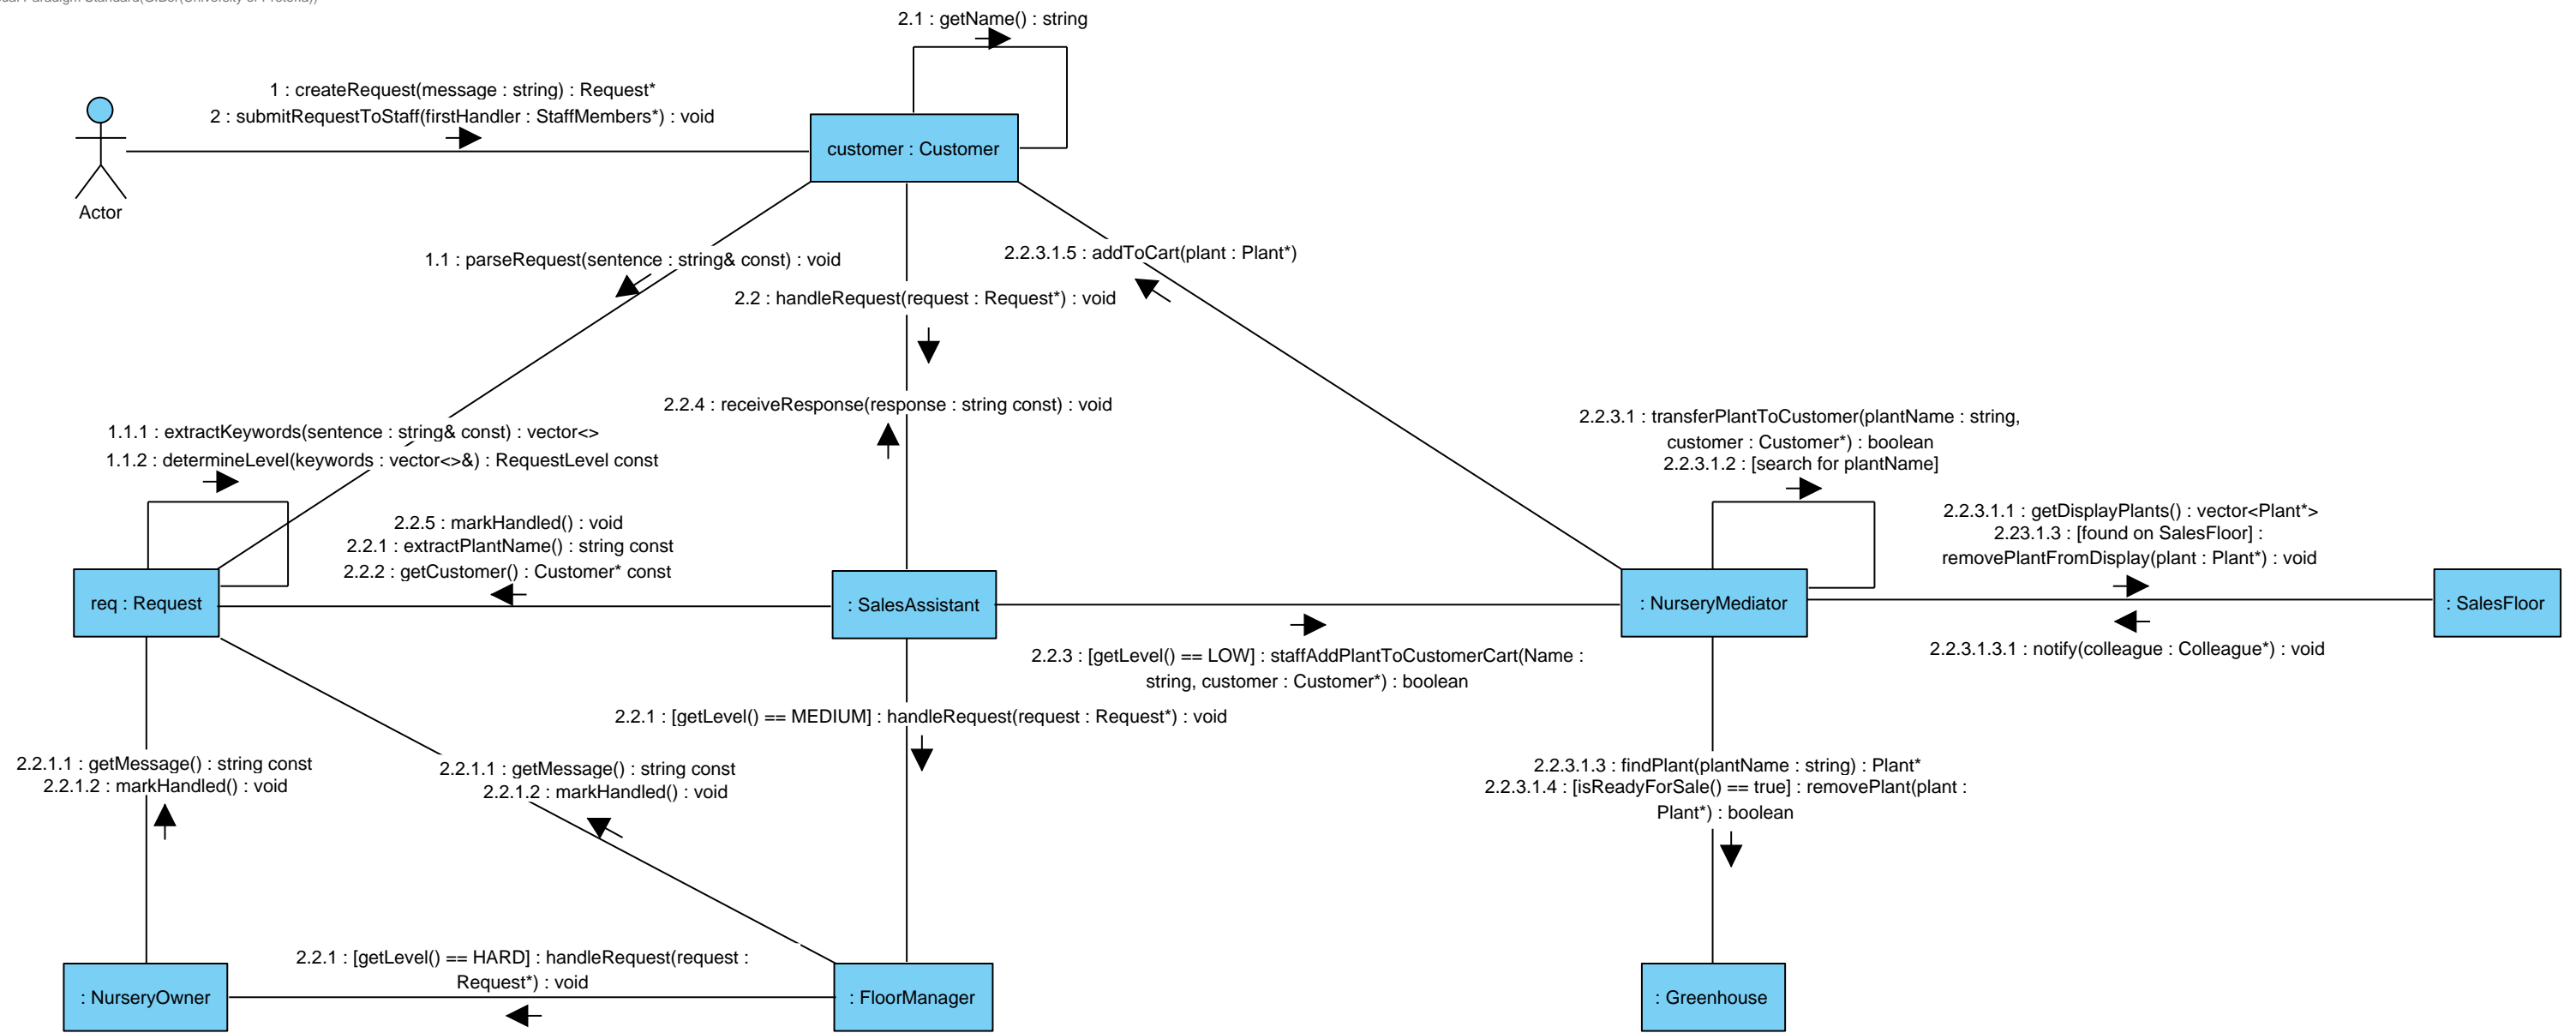 2.1 : getName() : string
1 : createRequest(message : string) : Request*
2 : submitRequestToStaff(firstHandler : StaffMembers*) : void
customer : Customer
Actor
1.1 : parseRequest(sentence : string& const) : void
2.2.3.1.5 : addToCart(plant : Plant*)
2.2 : handleRequest(request : Request*) : void
2.2.4 : receiveResponse(response : string const) : void
1.1.1 : extractKeywords(sentence : string& const) : vector<>
1.1.2 : determineLevel(keywords : vector<>&) : RequestLevel const
2.2.3.1 : transferPlantToCustomer(plantName : string,
customer : Customer*) : boolean
2.2.3.1.2 : [search for plantName]
2.2.5 : markHandled() : void
2.2.1 : extractPlantName() : string const
2.2.2 : getCustomer() : Customer* const
2.2.3.1.1 : getDisplayPlants() : vector<Plant*>
2.23.1.3 : [found on SalesFloor] :
removePlantFromDisplay(plant : Plant*) : void
req : Request
: SalesAssistant
: NurseryMediator
: SalesFloor
2.2.3 : [getLevel() == LOW] : staffAddPlantToCustomerCart(Name :
string, customer : Customer*) : boolean
2.2.3.1.3.1 : notify(colleague : Colleague*) : void
2.2.1 : [getLevel() == MEDIUM] : handleRequest(request : Request*) : void
2.2.1.1 : getMessage() : string const
2.2.1.2 : markHandled() : void
2.2.1.1 : getMessage() : string const
2.2.1.2 : markHandled() : void
2.2.3.1.3 : findPlant(plantName : string) : Plant*
2.2.3.1.4 : [isReadyForSale() == true] : removePlant(plant :
Plant*) : boolean
2.2.1 : [getLevel() == HARD] : handleRequest(request :
Request*) : void
: NurseryOwner
: FloorManager
: Greenhouse